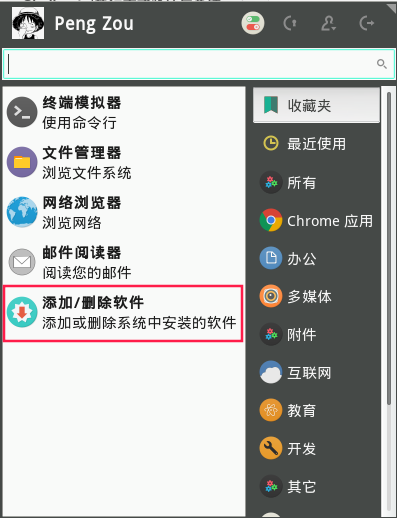 Peng Zou
终端模拟器
使用命令行
文件管理器
浏览文件系统
网络浏览器
浏览网络
邮件阅读器
阅读您的邮件
添加/删除软件
添加或删除系统中安装的软件
收藏夹
最近使用
所有
Chrome 应用
办公
多媒体
附件
互联网
教育
开发
其它